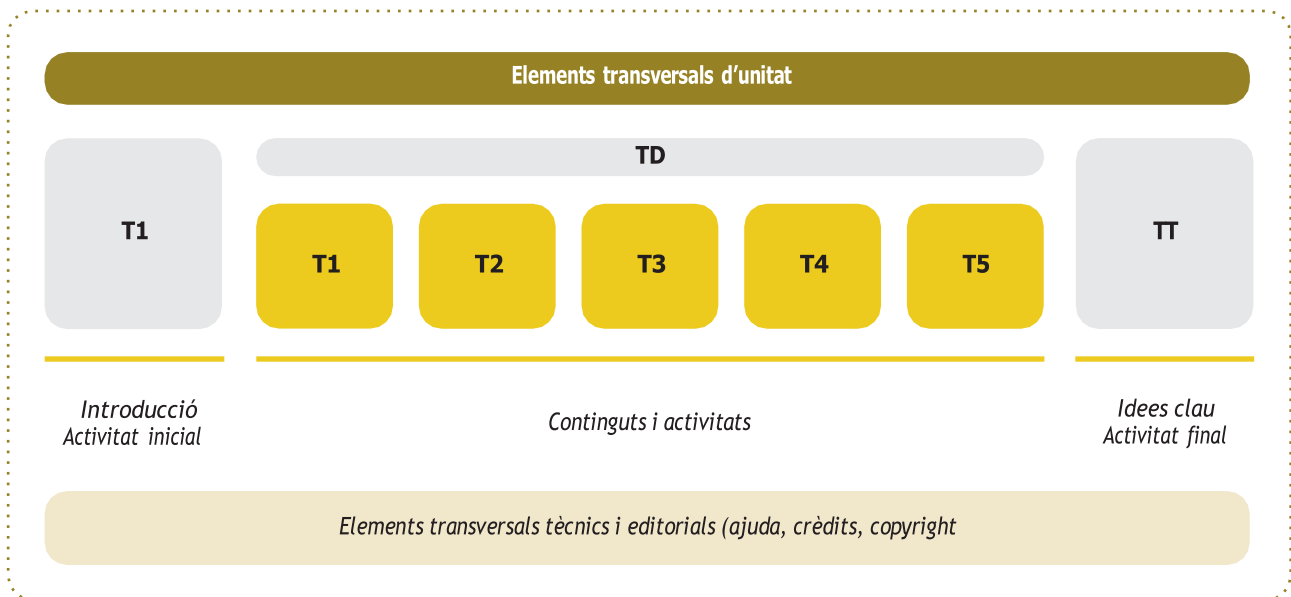 Elements transversals d’unitat
T1
TD
TT
T1
T2
T3
T4
T5
Introducció
Activitat inicial
Continguts i activitats
Idees clau
Activitat final
Elements transversals tècnics i editorials (ajuda, crèdits, copyright